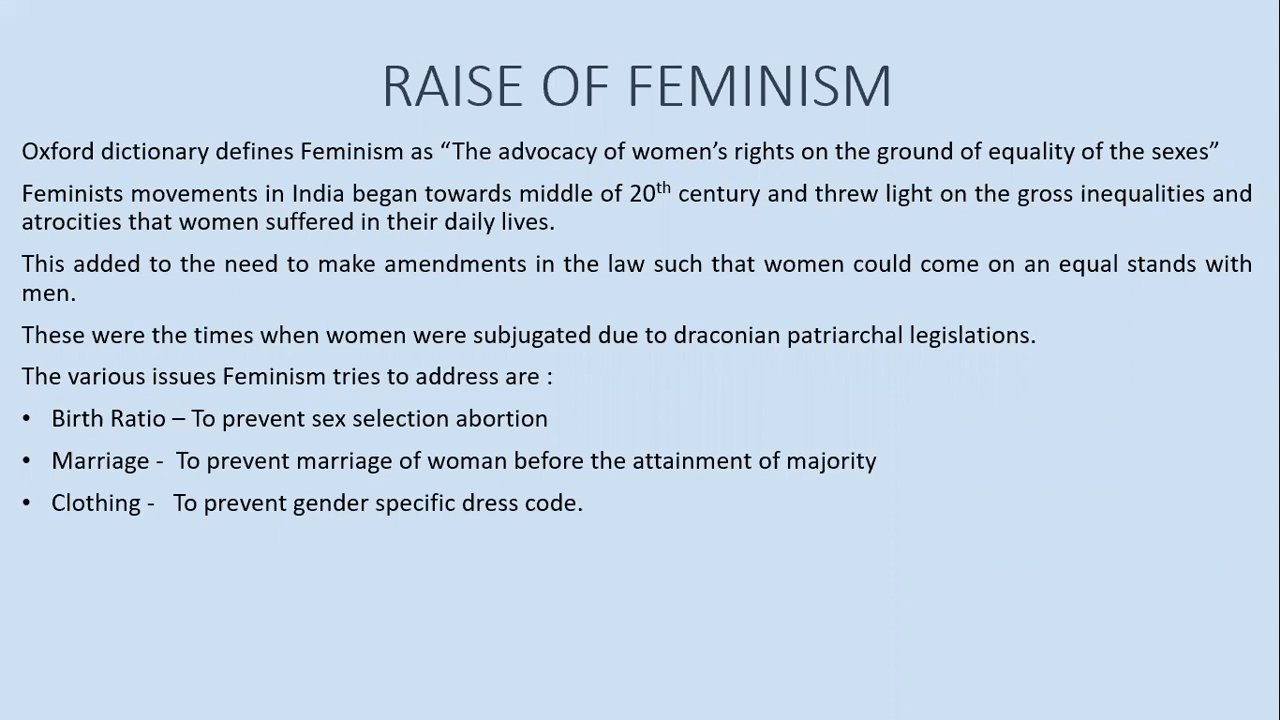 RAISE OF FEMINISM
Oxford dictionary defines Feminism as “The advocacy of women’s rights on the ground of equality of the sexes”
Feminists movements in India began towards middle of 20th century and threw light on the gross inequalities and
atrocities that women suffered in their daily lives.
This added to the need to make amendments in the law such that women could come on an equal stands with
men.
These were the times when women were subjugated due to draconian patriarchal legislations.
The various issues Feminism tries to address are :
• Birth Ratio – To prevent sex selection abortion
• Marriage - To prevent marriage of woman before the attainment of majority
• Clothing - To prevent gender specific dress code.